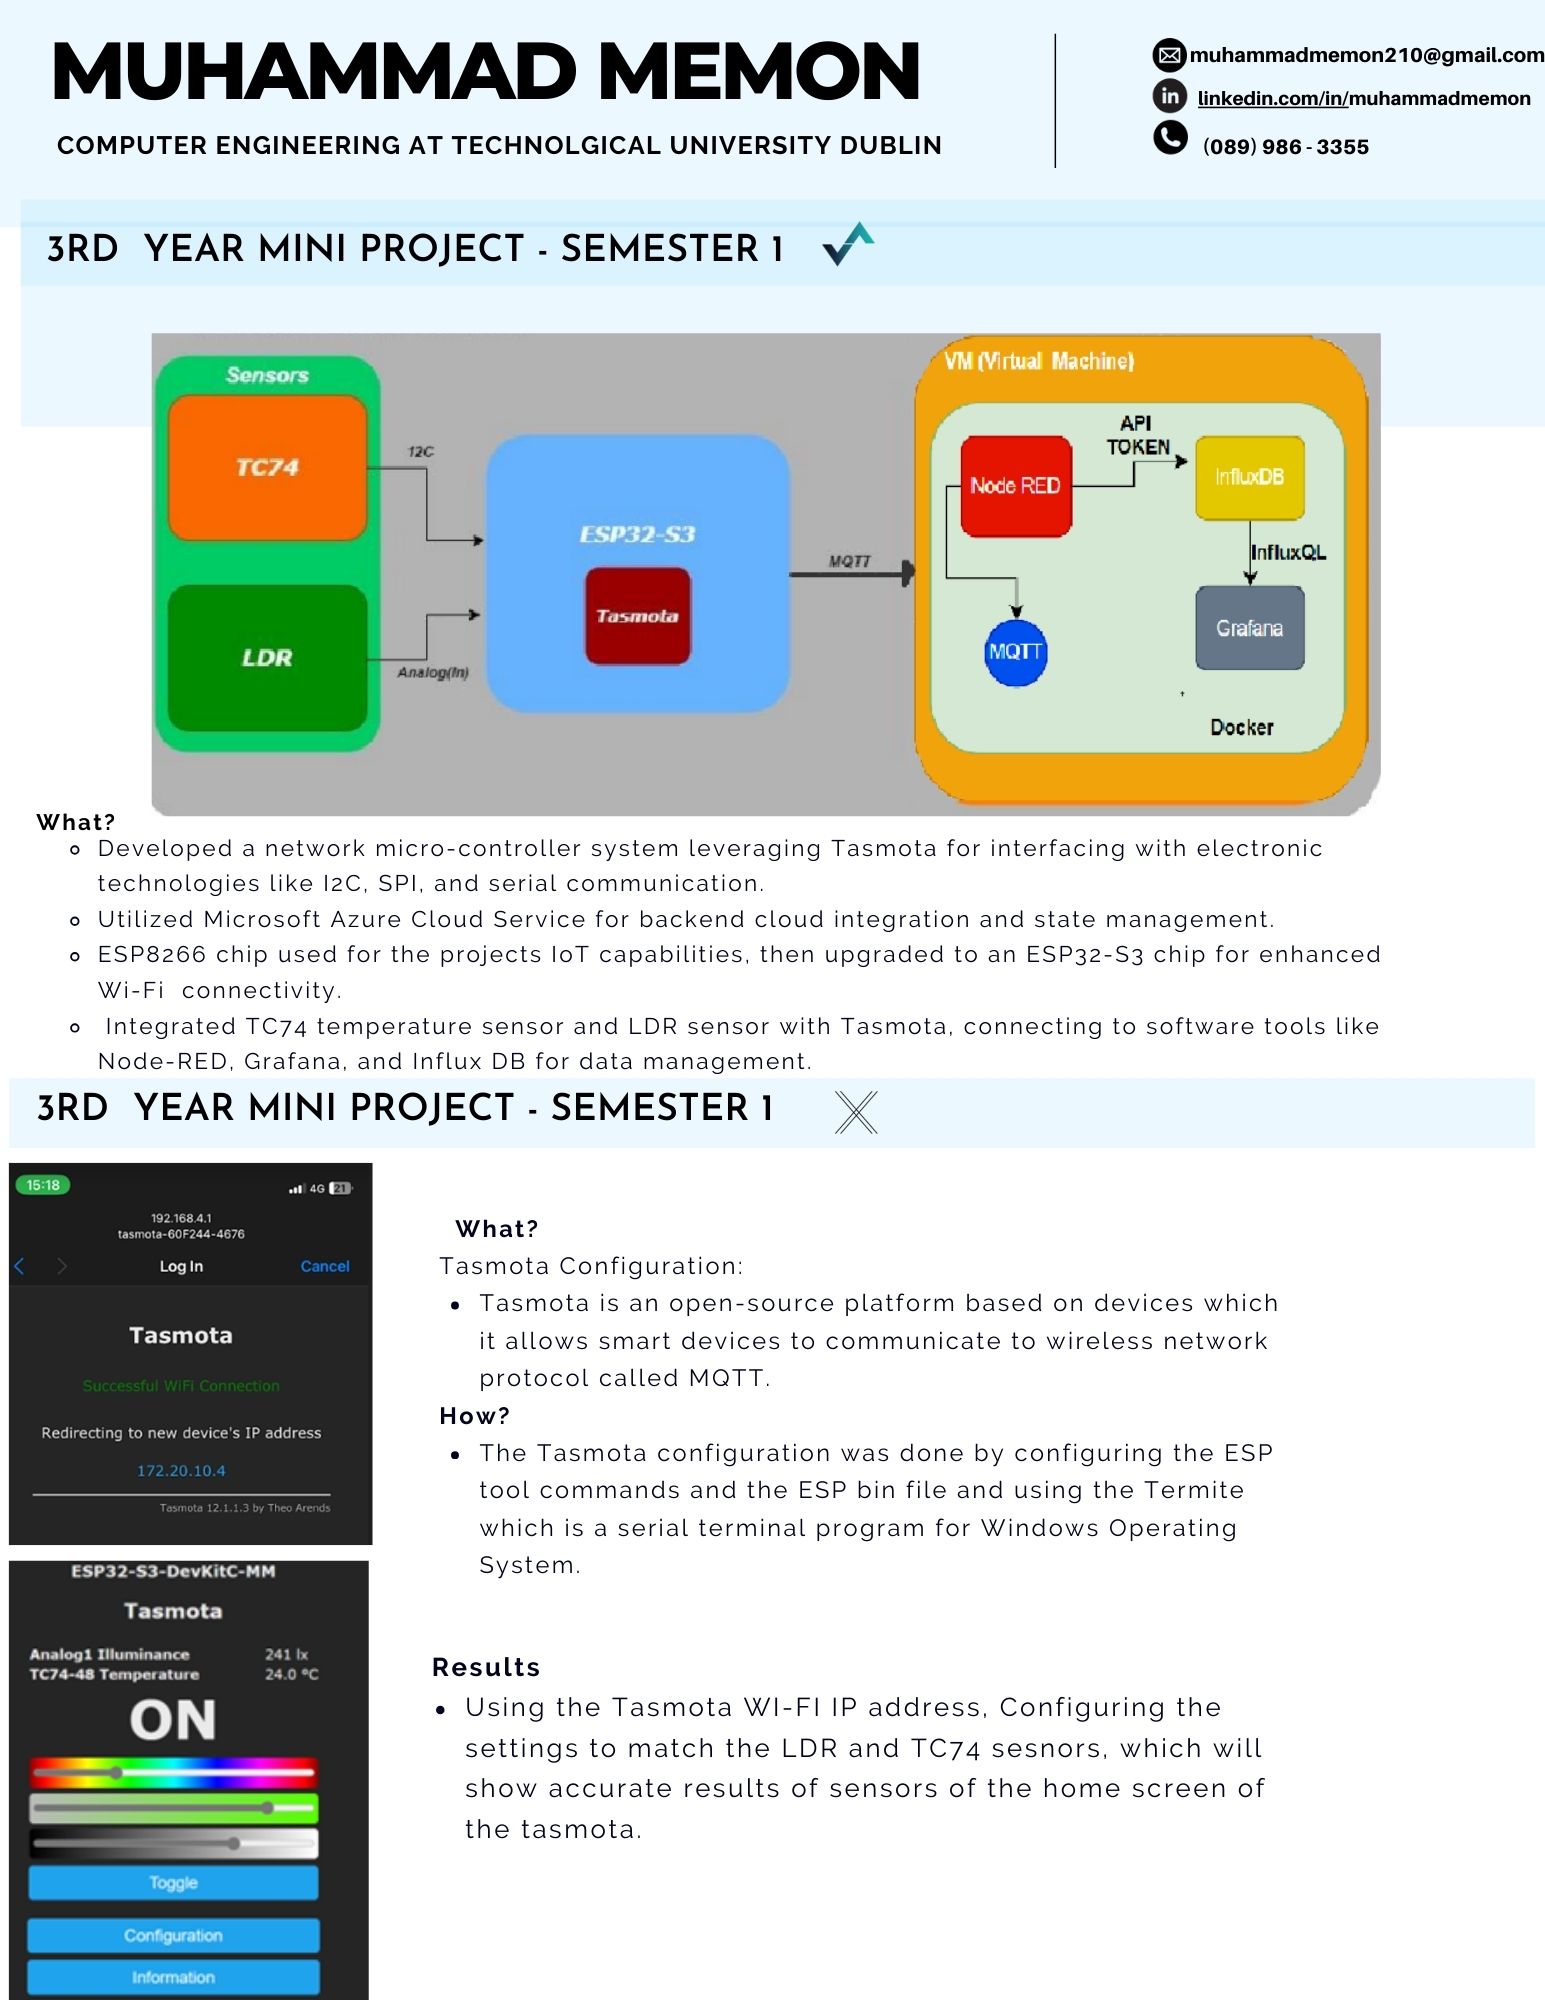 MUHAMMAD MEMON
COMPUTER ENGINEERING AT TECHNOLGICAL UNIVERSITY DUBLIN
muhammadmemon210@gmail.com
linkedin.com/in/muhammadmemon
(089) 986 - 3355
3RD YEAR MINI PROJECT - SEMESTER 1
Sensors
TC74
LDR
12C
Analog(In)
ESP32-S3
Tasmota
MQTT
VM (Virtual Machine)
Node RED
API
TOKEN
InfluxDB
InfluxQL
Grafana
MQTT
Docker
What?
Developed a network micro-controller system leveraging Tasmota for interfacing with electronic
technologies like I2C, SPI, and serial communication.
Utilized Microsoft Azure Cloud Service for backend cloud integration and state management.
ESP8266 chip used for the projects IoT capabilities, then upgraded to an ESP32-S3 chip for enhanced
Wi-Fi connectivity.
Integrated TC74 temperature sensor and LDR sensor with Tasmota, connecting to software tools like
Node-RED, Grafana, and Influx DB for data management.
3RD YEAR MINI PROJECT - SEMESTER 1
15:18
4G 21
192.168.4.1
tasmota-60F244-4676
Log In
Cancel
Tasmota
Successful WiFi Connection
Redirecting to new device's IP address
172.20.10.4
Tasmota 12.1.1.3 by Theo Arends
ESP32-S3-DevKitC-MM
Tasmota
Analog1 Illuminance 241 lx
TC74-48 Temperature 24.0 °C
ON
Toggle
Configuration
Information
What?
Tasmota Configuration:
Tasmota is an open-source platform based on devices which
it allows smart devices to communicate to wireless network
protocol called MQTT.
How?
The Tasmota configuration was done by configuring the ESP
tool commands and the ESP bin file and using the Termite
which is a serial terminal program for Windows Operating
System.
Results
Using the Tasmota WI-FI IP address, Configuring the
settings to match the LDR and TC74 sesnors, which will
show accurate results of sensors of the home screen of
the tasmota.